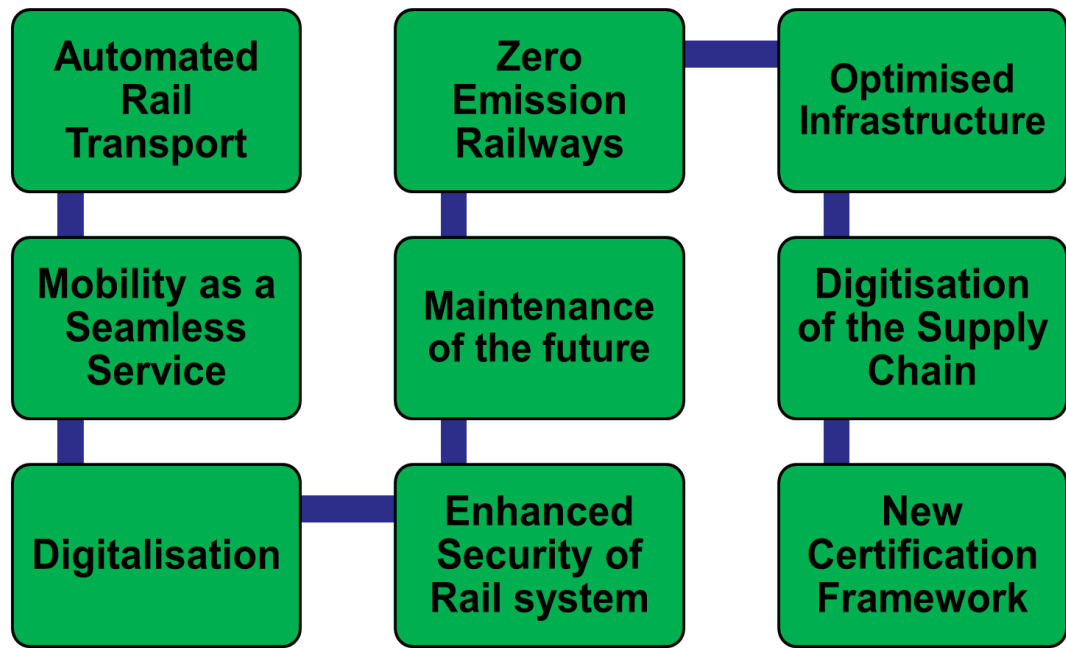 Automated
Rail
Transport
Mobility as a
Seamless
Service
Digitalisation
Enhanced
Security of
Rail system
Maintenance
of the future
Zero
Emission
Railways
Optimised
Infrastructure
Digitisation
of the Supply
Chain
New
Certification
Framework